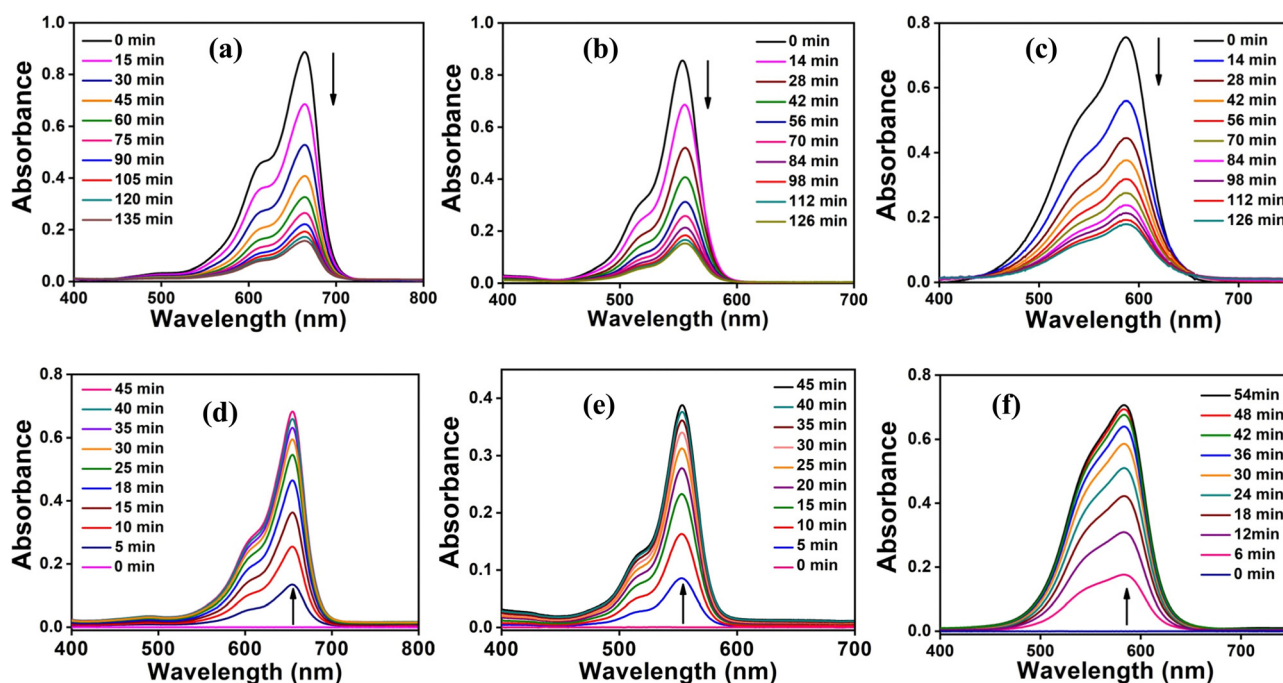 (a)
Absorbance
1.0
0.8
0.6
0.4
0.2
0.0
0 min
15 min
30 min
45 min
60 min
75 min
90 min
105 min
120 min
135 min
400 500 600 700 800
Wavelength (nm)
(b)
Absorbance
1.0
0.8
0.6
0.4
0.2
0.0
0 min
14 min
28 min
42 min
56 min
70 min
84 min
98 min
112 min
126 min
400 500 600 700
Wavelength (nm)
(c)
Absorbance
0.8
0.6
0.4
0.2
0.0
0 min
14 min
28 min
42 min
56 min
70 min
84 min
98 min
112 min
126 min
400 500 600 700
Wavelength (nm)
(d)
Absorbance
0.8
0.6
0.4
0.2
0.0
45 min
40 min
35 min
30 min
25 min
18 min
15 min
10 min
5 min
0 min
400 500 600 700 800
Wavelength (nm)
(e)
Absorbance
0.4
0.3
0.2
0.1
0.0
45 min
40 min
35 min
30 min
25 min
20 min
15 min
10 min
5 min
0 min
400 500 600 700
Wavelength (nm)
(f)
Absorbance
0.8
0.6
0.4
0.2
0.0
54min
48 min
42 min
36 min
30 min
24 min
18 min
12min
6 min
0 min
400 500 600 700
Wavelength (nm)